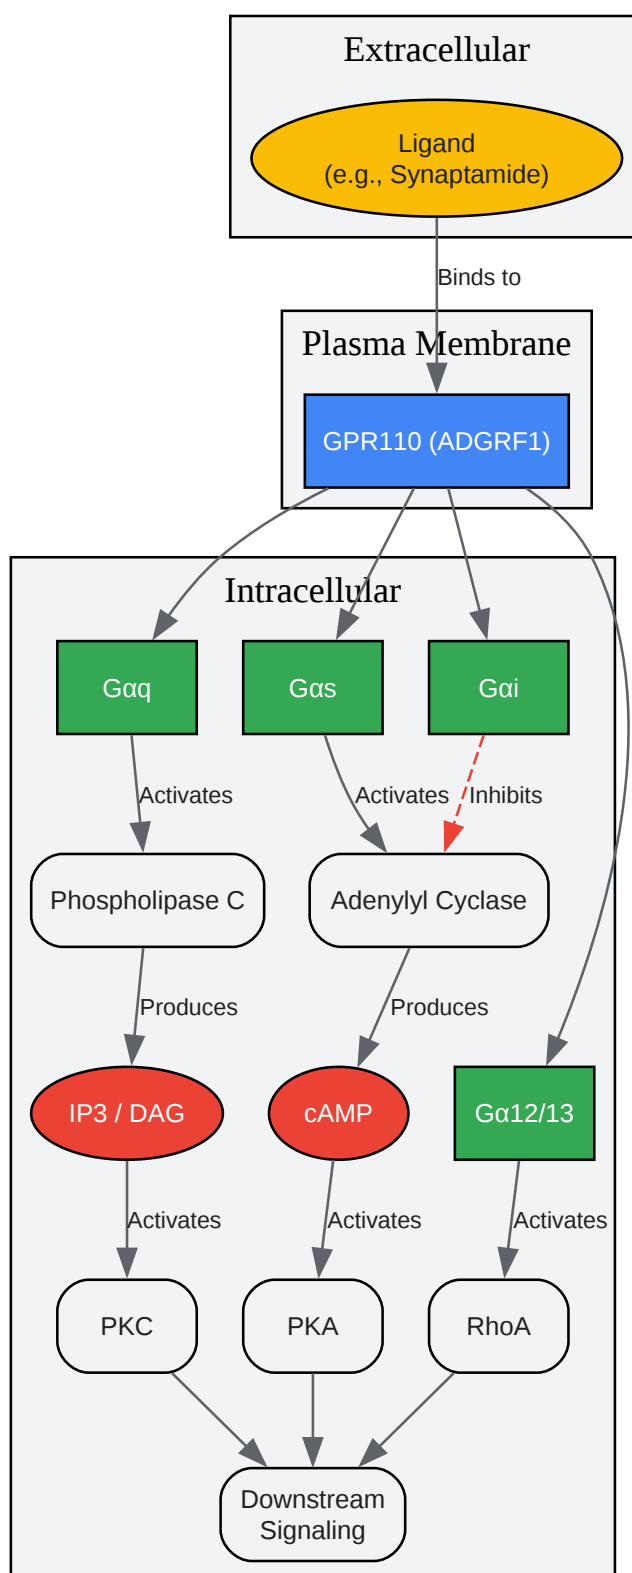 Extracellular
Ligand
(e.g., Synaptamide)
Binds to
Plasma Membrane
GPR110 (ADGRF1)
Intracellular
Gαq
Gαs
Gαi
Activates
Activates
Inhibits
Phospholipase C
Adenylyl Cyclase
Produces
Produces
IP3 / DAG
cAMP
Gα12/13
Activates
Activates
Activates
PKC
PKA
RhoA
Downstream
Signaling